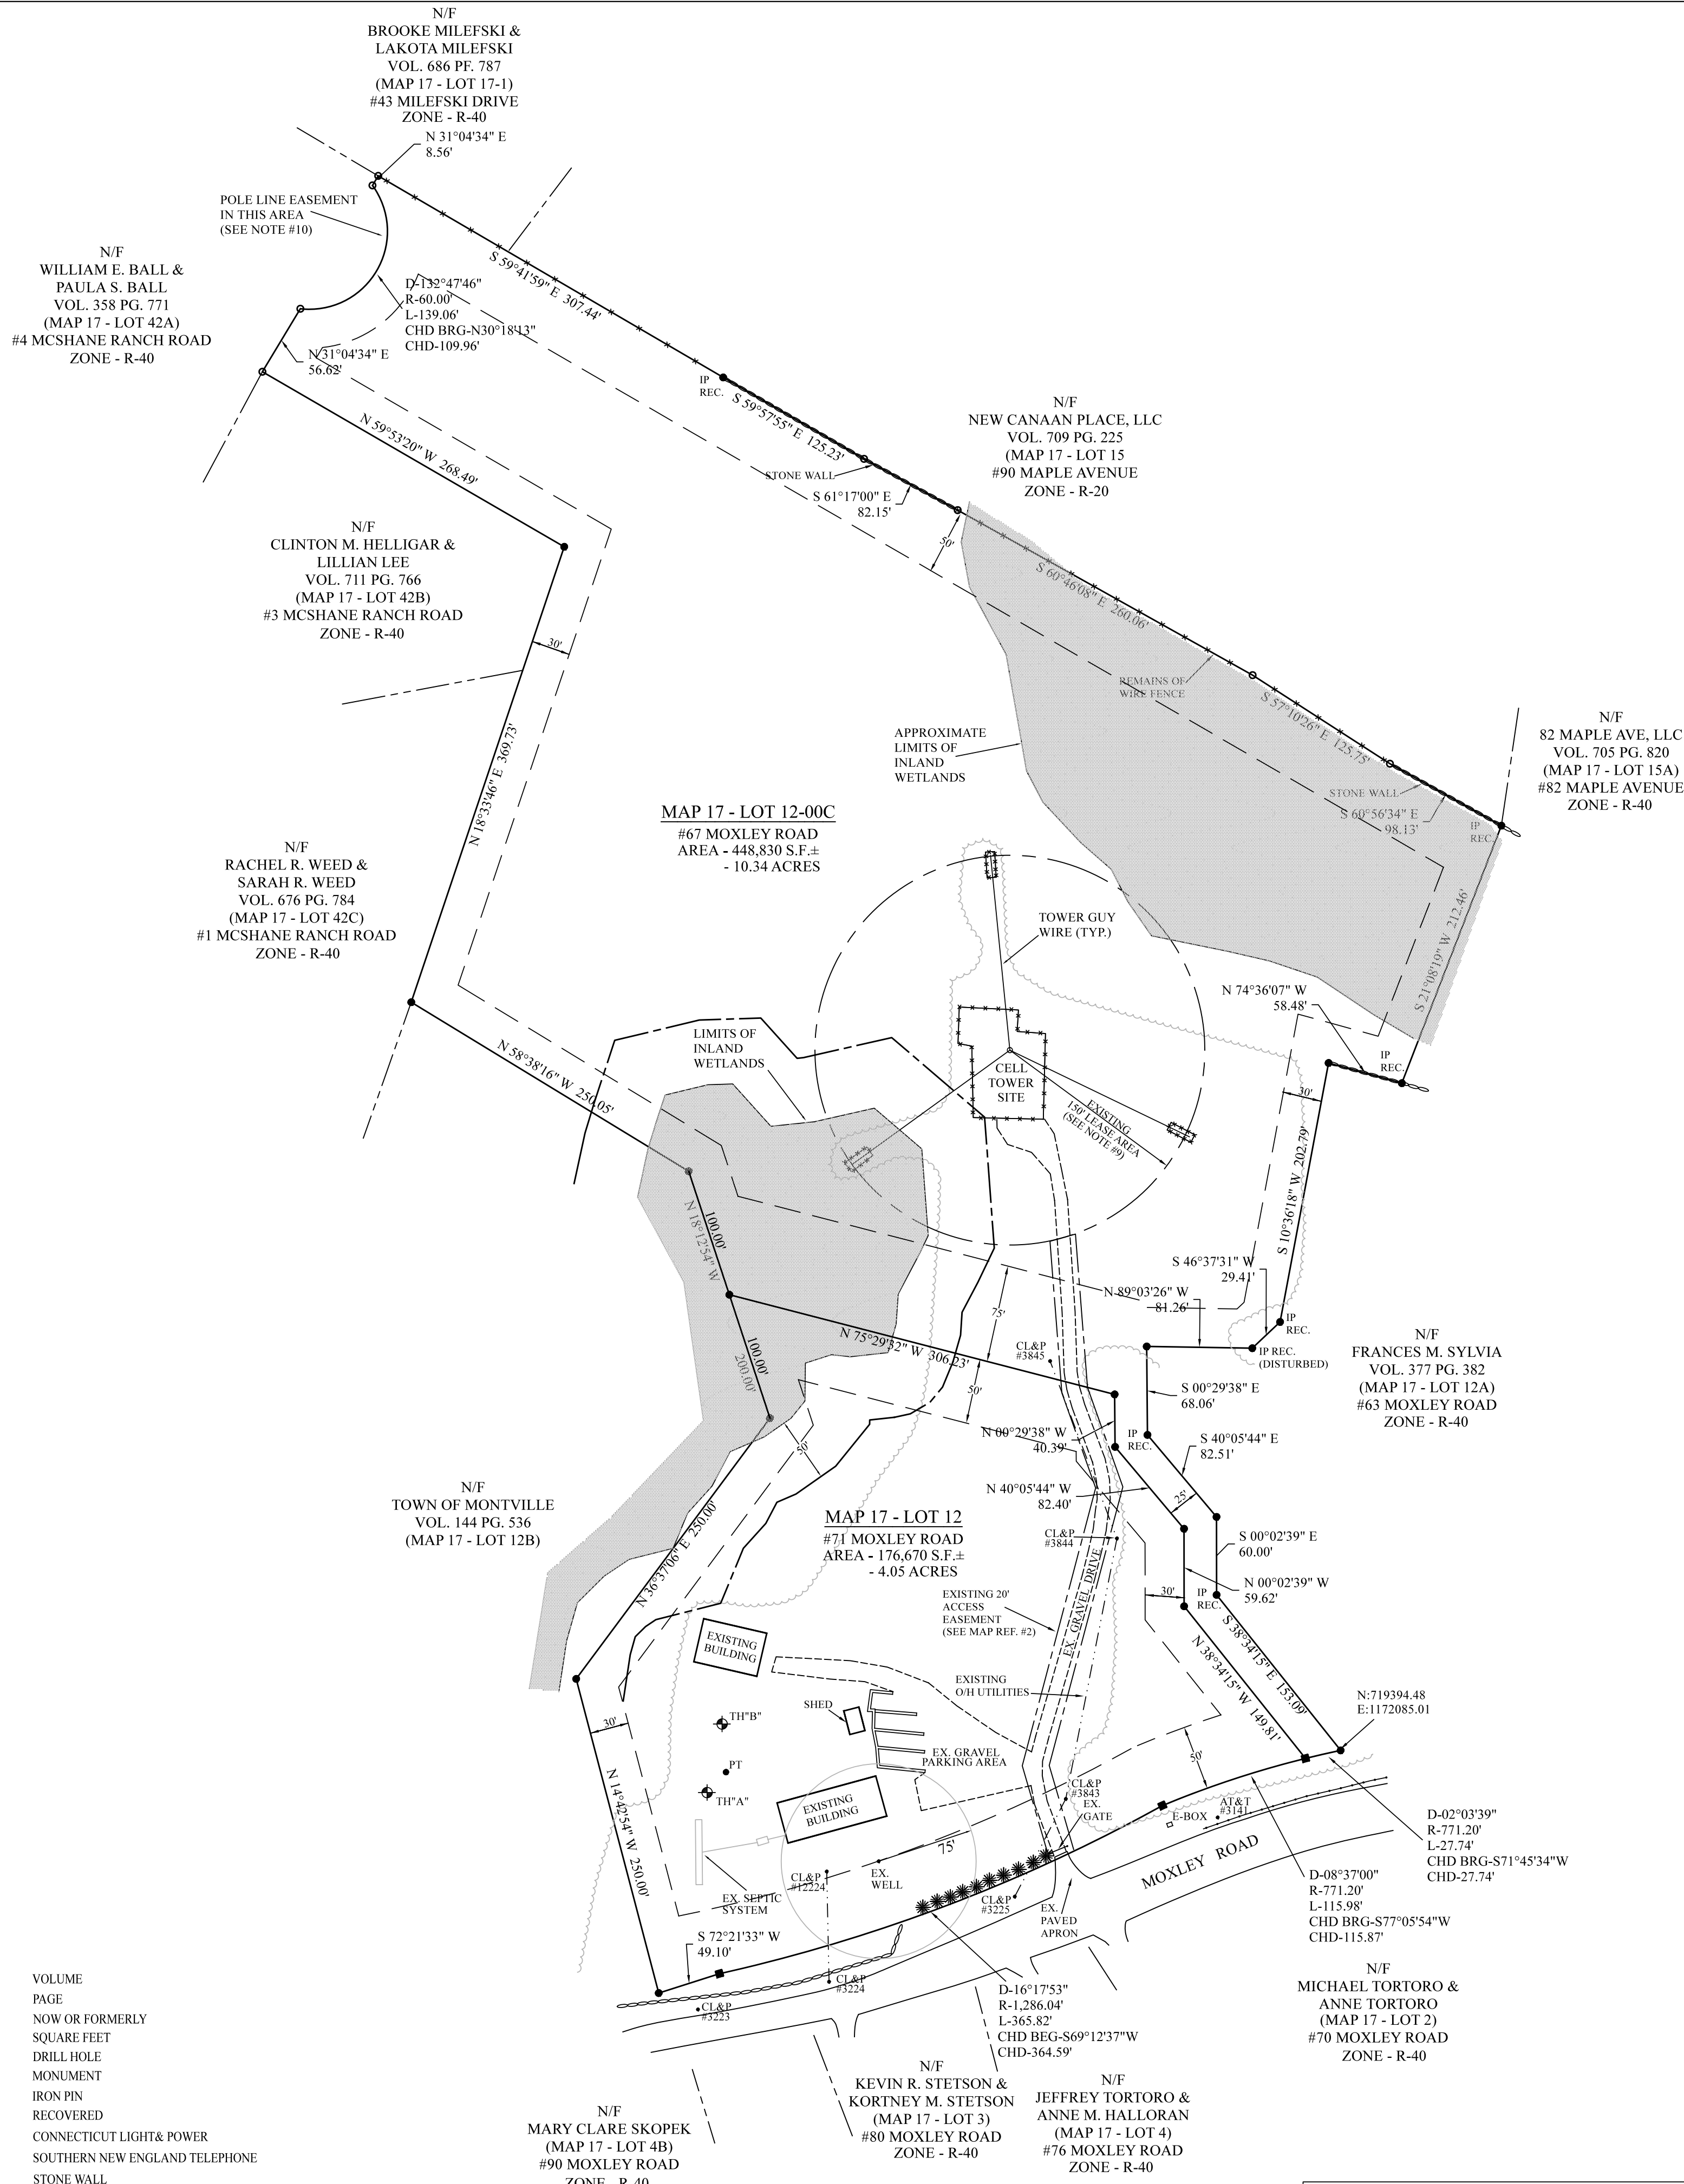 N/F
BROOKE MILEFSKI &
LAKOTA MILEFSKI
VOL. 686 PF. 787
(MAP 17 - LOT 17-1)
#43 MILEFSKI DRIVE
ZONE - R-40
N 31°04'34" E
8.56'
POLE LINE EASEMENT
IN THIS AREA
(SEE NOTE #10)
N/F
WILLIAM E. BALL &
PAULA S. BALL
VOL. 358 PG. 771
(MAP 17 - LOT 42A)
#4 MCSHANE RANCH ROAD
ZONE - R-40
D-132°47'46"
R-60.00'
L-139.06'
CHD BRG-N30°18'13"
CHD-109.96'
S 59°41'59" E 307.44'
N 31°04'34" E
56.62'
IP
REC.
S 59°57'55" E 125.23'
N/F
NEW CANAAN PLACE, LLC
VOL. 709 PG. 225
(MAP 17 - LOT 15
#90 MAPLE AVENUE
ZONE - R-20
N 59°53'20" W 268.49'
STONE WALL
S 61°17'00" E
82.15'
50'
N/F
CLINTON M. HELLIGAR &
LILLIAN LEE
VOL. 711 PG. 766
(MAP 17 - LOT 42B)
#3 MCSHANE RANCH ROAD
ZONE - R-40
30'
S 60°46'08" E 260.06'
REMAINS OF
WIRE FENCE
S 57°10'26" E 125.75'
N 18°33'46" E 369.73'
APPROXIMATE
LIMITS OF
INLAND
WETLANDS
N/F
82 MAPLE AVE, LLC
VOL. 705 PG. 820
(MAP 17 - LOT 15A)
#82 MAPLE AVENUE
ZONE - R-40
STONE WALL
S 60°56'34" E
98.13'
IP
REC.
MAP 17 - LOT 12-00C
#67 MOXLEY ROAD
AREA - 448,830 S.F.±
- 10.34 ACRES
N/F
RACHEL R. WEED &
SARAH R. WEED
VOL. 676 PG. 784
(MAP 17 - LOT 42C)
#1 MCSHANE RANCH ROAD
ZONE - R-40
TOWER GUY
WIRE (TYP.)
S 21°08'19" W 212.46'
N 74°36'07" W
58.48'
N 58°38'16" W 250.05'
LIMITS OF
INLAND
WETLANDS
CELL
TOWER
SITE
IP
REC.
30'
EXISTING
150' LEASE AREA
(SEE NOTE #9)
S 10°36'18" W 202.79'
100.00'
N 18°12'54" W
S 46°37'31" W
29.41'
N 89°03'26" W
81.26'
75'
IP
REC.
N 75°29'32" W 306.23'
CL&P
#3845
IP REC.
(DISTURBED)
N/F
FRANCES M. SYLVIA
VOL. 377 PG. 382
(MAP 17 - LOT 12A)
#63 MOXLEY ROAD
ZONE - R-40
100.00'
200.00'
50'
S 00°29'38" E
68.06'
N 00°29'38" W
40.39'
IP
REC.
S 40°05'44" E
82.51'
50'
N/F
TOWN OF MONTVILLE
VOL. 144 PG. 536
(MAP 17 - LOT 12B)
N 40°05'44" W
82.40'
25'
MAP 17 - LOT 12
#71 MOXLEY ROAD
AREA - 176,670 S.F.±
- 4.05 ACRES
CL&P
#3844
S 00°02'39" E
60.00'
N 36°37'06" E 250.00'
EX. GRAVEL DRIVE
N 00°02'39" W
59.62'
EXISTING 20'
ACCESS
EASEMENT
(SEE MAP REF. #2)
30'
IP
REC.
S 38°34'15" E 153.09'
N 38°34'15" W 149.81'
EXISTING
BUILDING
EXISTING
O/H UTILITIES
SHED
N:719394.48
E:1172085.01
30'
TH"B"
EX. GRAVEL
PARKING AREA
50'
PT
TH"A"
CL&P
#3843
EX.
GATE
E-BOX
AT&T
#3141
N 14°42'54" W 250.00'
EXISTING
BUILDING
75'
D-02°03'39"
R-771.20'
L-27.74'
CHD BRG-S71°45'34"W
CHD-27.74'
MOXLEY ROAD
CL&P
#12224
EX.
WELL
D-08°37'00"
R-771.20'
L-115.98'
CHD BRG-S77°05'54"W
CHD-115.87'
EX. SEPTIC
SYSTEM
CL&P
#3225
EX.
PAVED
APRON
S 72°21'33" W
49.10'
CL&P
#3224
CL&P
#3223
D-16°17'53"
R-1,286.04'
L-365.82'
CHD BEG-S69°12'37"W
CHD-364.59'
N/F
MICHAEL TORTORO &
ANNE TORTORO
(MAP 17 - LOT 2)
#70 MOXLEY ROAD
ZONE - R-40
N/F
KEVIN R. STETSON &
KORTNEY M. STETSON
(MAP 17 - LOT 3)
#80 MOXLEY ROAD
ZONE - R-40
N/F
JEFFREY TORTORO &
ANNE M. HALLORAN
(MAP 17 - LOT 4)
#76 MOXLEY ROAD
ZONE - R-40
N/F
MARY CLARE SKOPEK
(MAP 17 - LOT 4B)
#90 MOXLEY ROAD
ZONE - R-40
VOLUME
PAGE
NOW OR FORMERLY
SQUARE FEET
DRILL HOLE
MONUMENT
IRON PIN
RECOVERED
CONNECTICUT LIGHT& POWER
SOUTHERN NEW ENGLAND TELEPHONE
STONE WALL